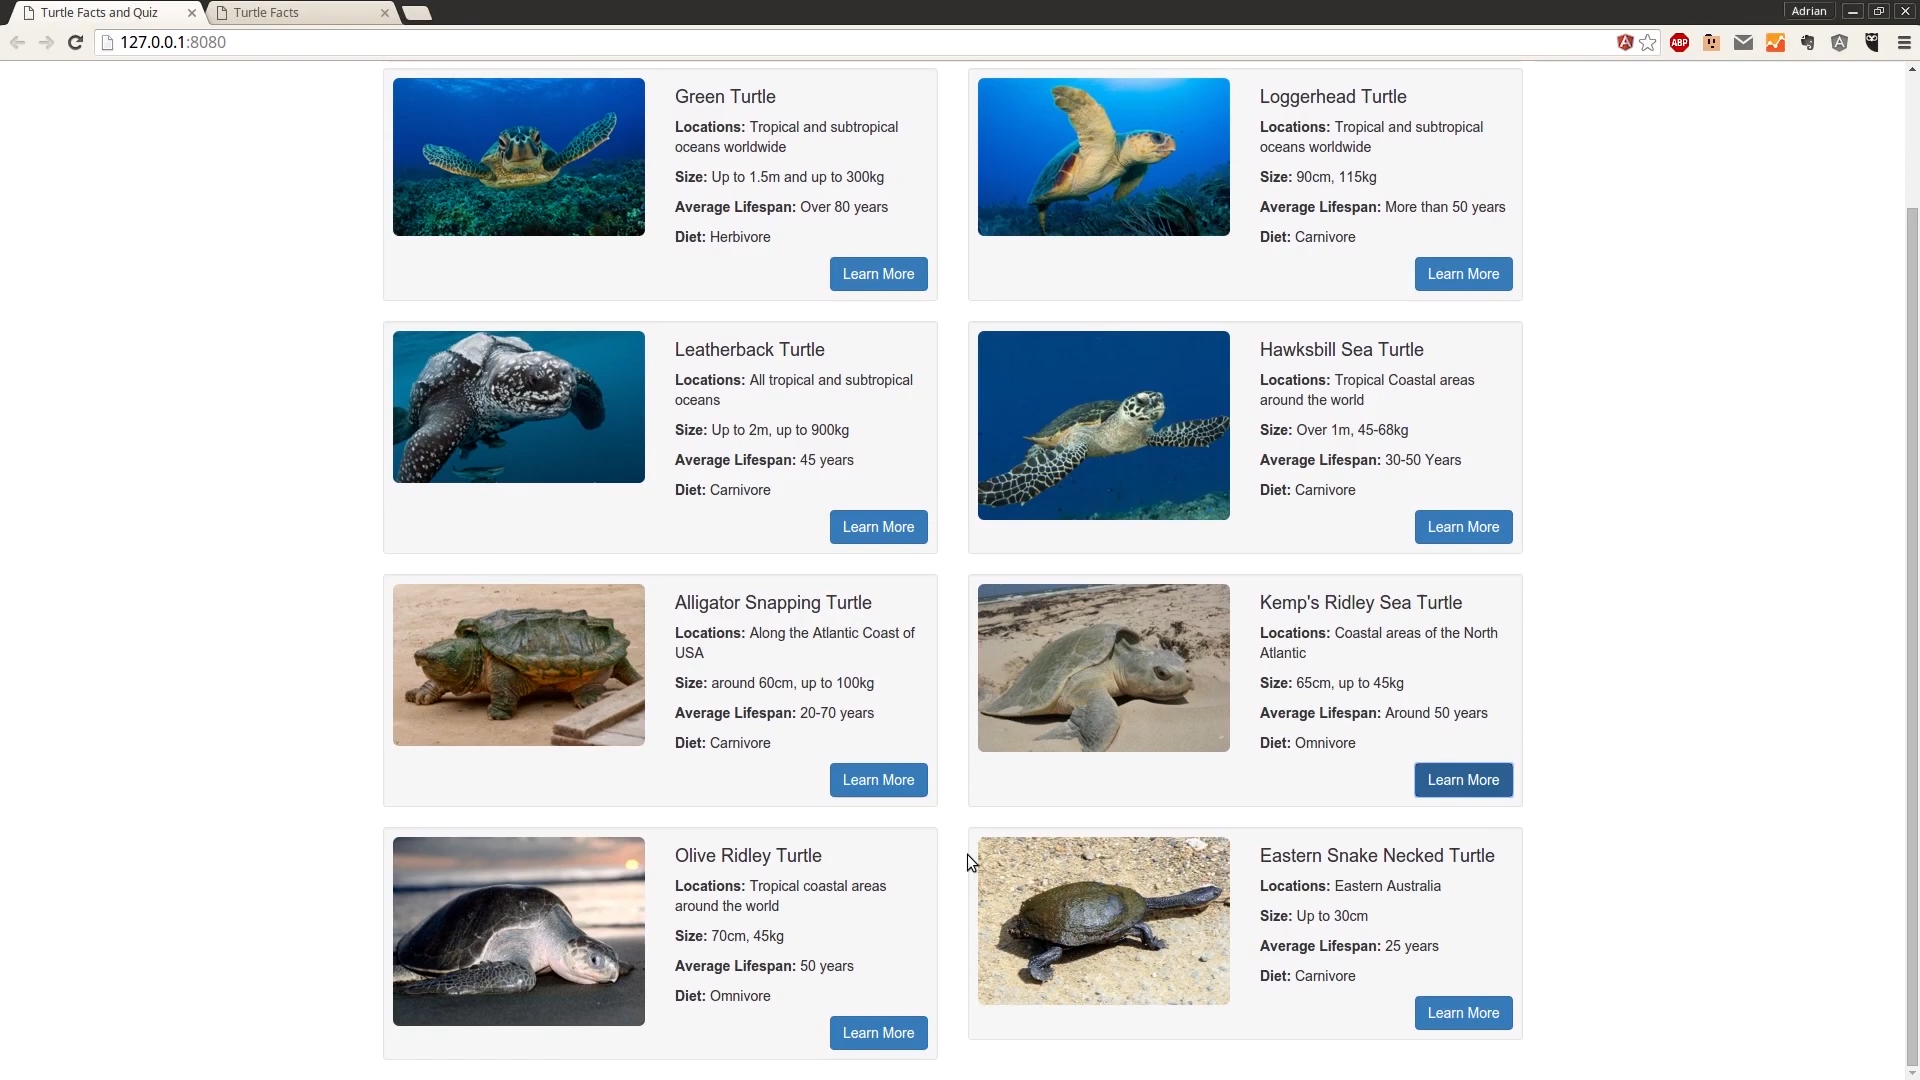 Turtle Facts and Quiz
Turtle Facts
Adrian
127.0.0.1:8080
ABP
Green Turtle
Locations: Tropical and subtropical
oceans worldwide
Size: Up to 1.5m and up to 300kg
Average Lifespan: Over 80 years
Diet: Herbivore
Learn More
Loggerhead Turtle
Locations: Tropical and subtropical
oceans worldwide
Size: 90cm, 115kg
Average Lifespan: More than 50 years
Diet: Carnivore
Learn More
Leatherback Turtle
Locations: All tropical and subtropical
oceans
Size: Up to 2m, up to 900kg
Average Lifespan: 45 years
Diet: Carnivore
Learn More
Hawksbill Sea Turtle
Locations: Tropical Coastal areas
around the world
Size: Over 1m, 45-68kg
Average Lifespan: 30-50 Years
Diet: Carnivore
Learn More
Alligator Snapping Turtle
Locations: Along the Atlantic Coast of
USA
Size: around 60cm, up to 100kg
Average Lifespan: 20-70 years
Diet: Carnivore
Learn More
Kemp's Ridley Sea Turtle
Locations: Coastal areas of the North
Atlantic
Size: 65cm, up to 45kg
Average Lifespan: Around 50 years
Diet: Omnivore
Learn More
Olive Ridley Turtle
Locations: Tropical coastal areas
around the world
Size: 70cm, 45kg
Average Lifespan: 50 years
Diet: Omnivore
Learn More
Eastern Snake Necked Turtle
Locations: Eastern Australia
Size: Up to 30cm
Average Lifespan: 25 years
Diet: Carnivore
Learn More